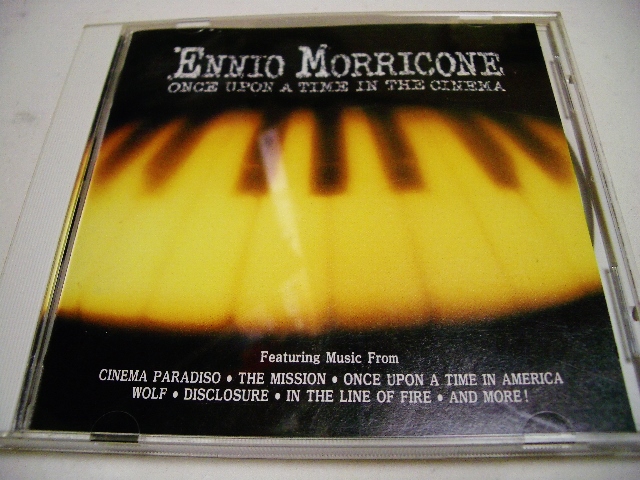 ENNIO MORRICONE
ONCE UPON A TIME IN THE CINEMA
Featuring Music From
CINEMA PARADISO • THE MISSION • ONCE UPON A TIME IN AMERICA
WOLF • DISCLOSURE • IN THE LINE OF FIRE • AND MORE!